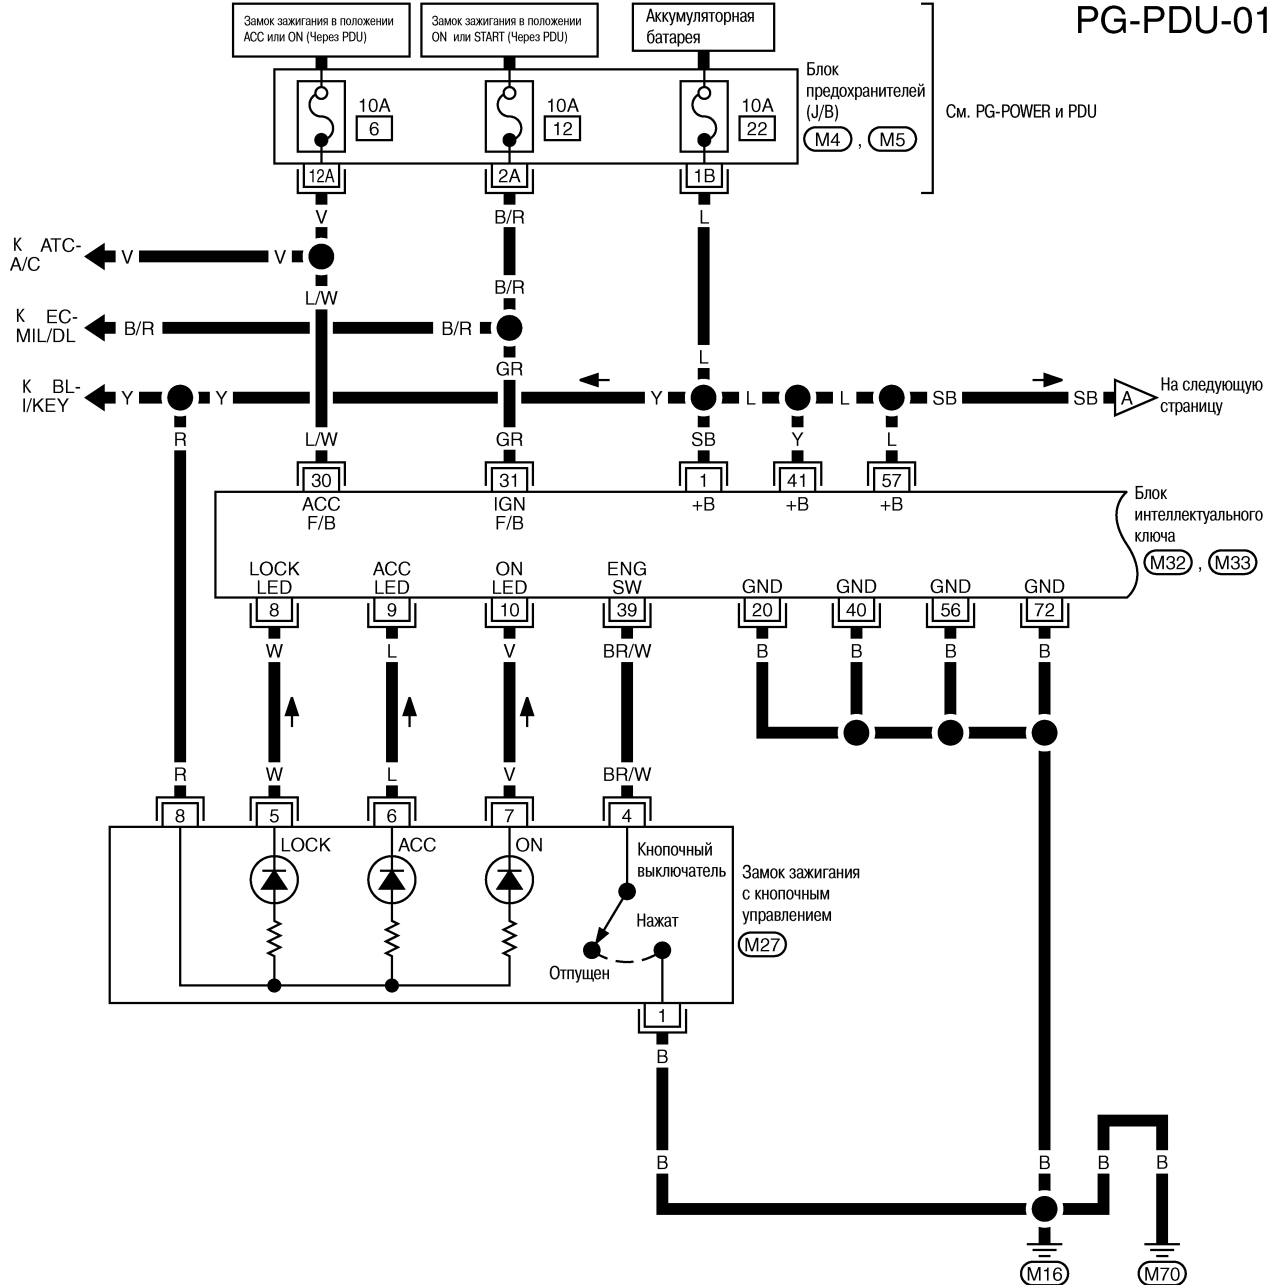 PG-PDU-01
Замок зажигания в положении
ACC или ON (Через PDU)
Замок зажигания в положении
ON или START (Через PDU)
Аккумуляторная
батарея
10A
6
10A
12
10A
22
Блок
предохранителей
(J/B)
M4 , M5
См. PG-POWER и PDU
12A
2A
1B
V
B/R
L
К ATC-
A/C
V
V
L/W
B/R
К EC-
MIL/DL
B/R
B/R
GR
L
К BL-
I/KEY
Y
Y
Y
L
L
SB
SB
A
На следующую
страницу
R
L/W
GR
SB
Y
L
30
31
1
41
57
ACC
F/B
IGN
F/B
+B
+B
+B
Блок
интеллектуального
ключа
M32 , M33
LOCK
LED
ACC
LED
ON
LED
ENG
SW
GND
GND
GND
GND
8
9
10
39
20
40
56
72
W
L
V
BR/W
B
B
B
B
R
W
L
V
BR/W
8
5
6
7
4
LOCK
ACC
ON
Кнопочный
выключатель
Нажат
Отпущен
Замок зажигания
с кнопочным
управлением
M27
1
B
B
B
B
B
M16
M70